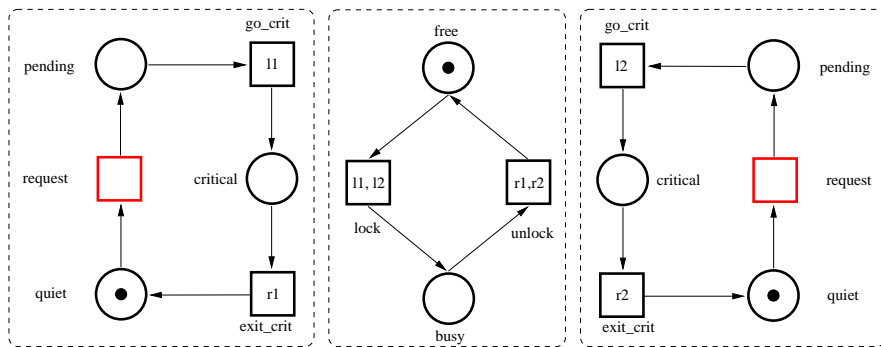 go_crit
pending
l1
request
critical
quiet
r1
exit_crit
free
l1, l2
r1,r2
lock
unlock
busy
go_crit
l2
pending
critical
request
r2
quiet
exit_crit